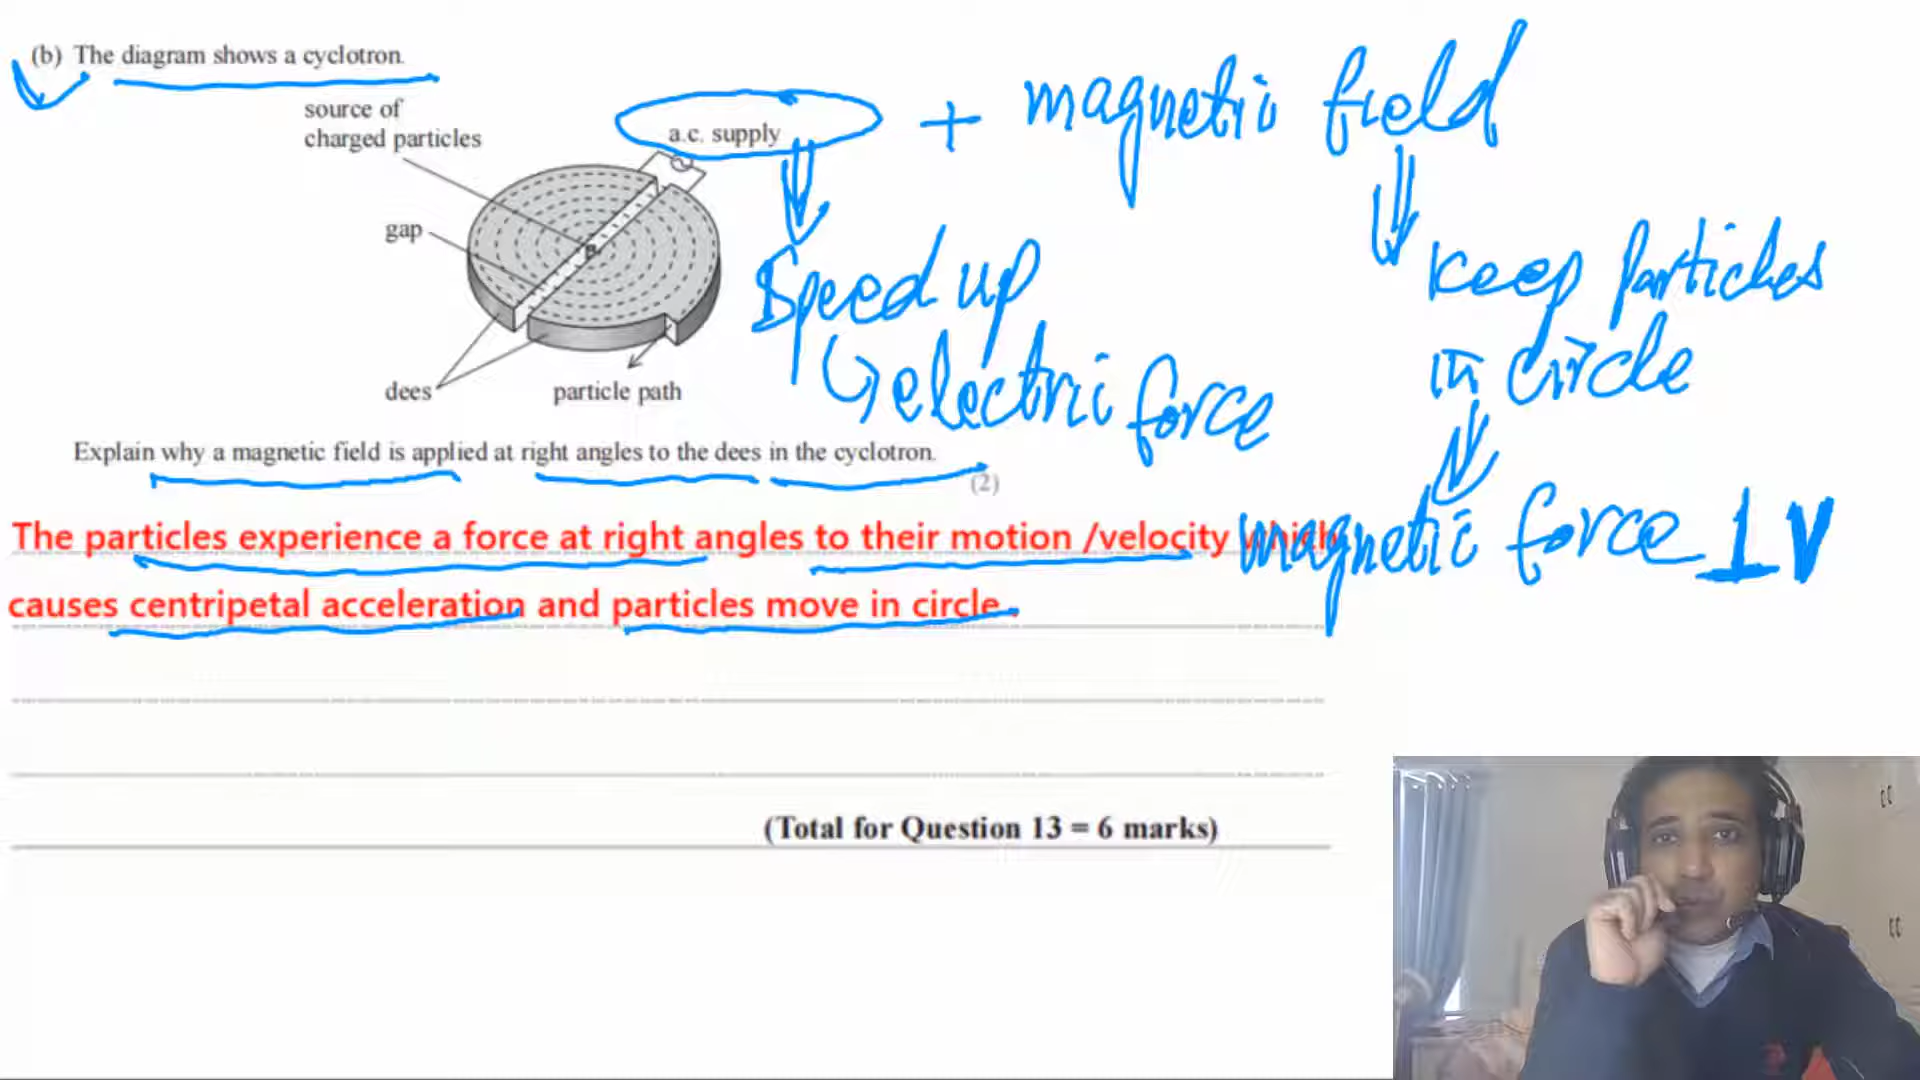 (b) The diagram shows a cyclotron.
source of
charged particles
a.c. supply
+ magnetic field
gap
Speed up
↳ electric force
keep particles
in circle
dees
particle path
Explain why a magnetic field is applied at right angles to the dees in the cyclotron.
(2)
magnetic force ⊥ V
The particles experience a force at right angles to their motion /velocity which
causes centripetal acceleration and particles move in circle.
(Total for Question 13 = 6 marks)